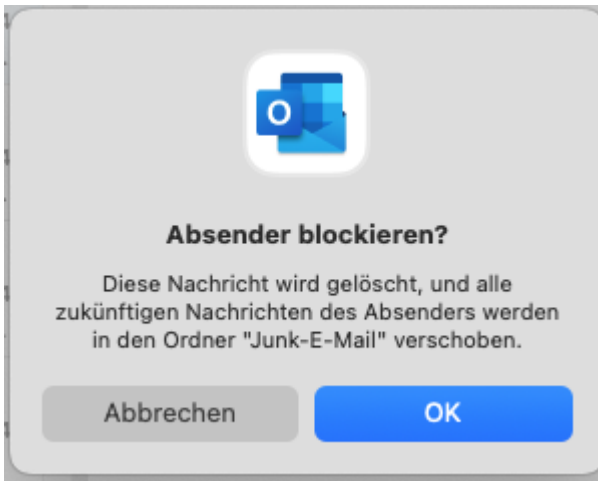 O
Absender blockieren?
Diese Nachricht wird gelöscht, und alle
zukünftigen Nachrichten des Absenders werden
in den Ordner "Junk-E-Mail" verschoben.
Abbrechen
OK